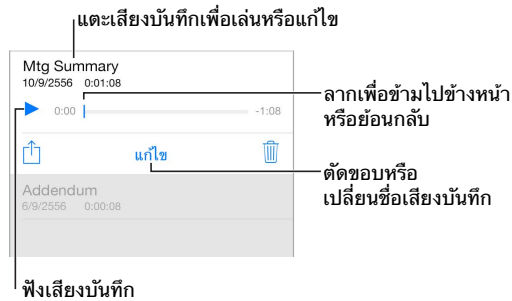 แตะเสียงบันทึกเพื่อเล่นหรือแก้ไข
Mtg Summary
10/9/2556 0:01:08
0:00 -1:08
ลากเพื่อข้ามไปข้างหน้า
หรือย้อนกลับ
แก้ไข
ตัดขอบหรือ
เปลี่ยนชื่อเสียงบันทึก
Addendum
6/9/2556 0:00:08
ฟังเสียงบันทึก